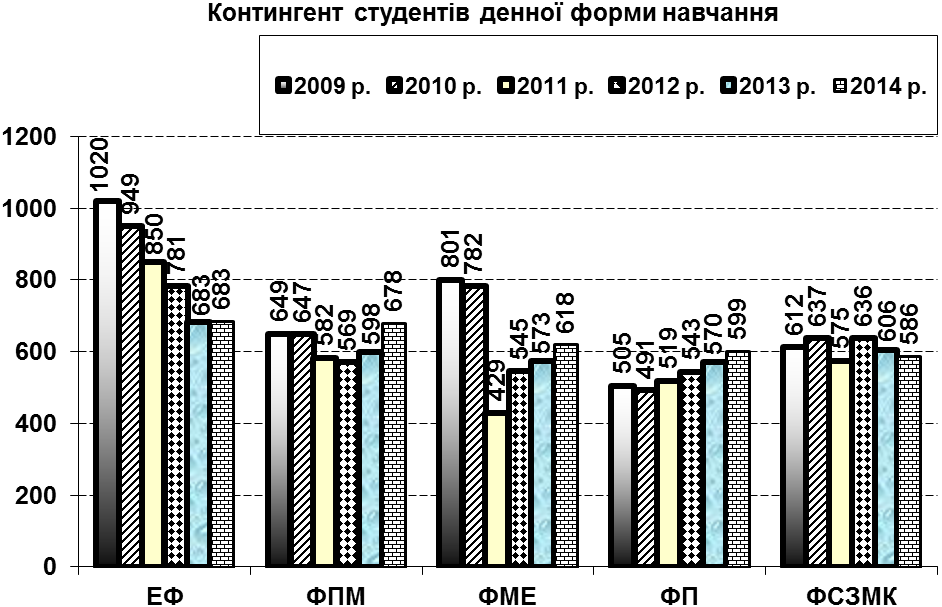 Контингент студентів денної форми навчання
2009 р. 2010 р. 2011 р. 2012 р. 2013 р. 2014 р.
1200
1000
800
600
400
200
0
1020 949 850 781 683 683
649 647 582 569 598 678
801 782 429 545 573 618
505 491 519 543 570 599
612 637 575 636 606 586
ЕФ ФПМ ФМЕ ФП ФСЗМК